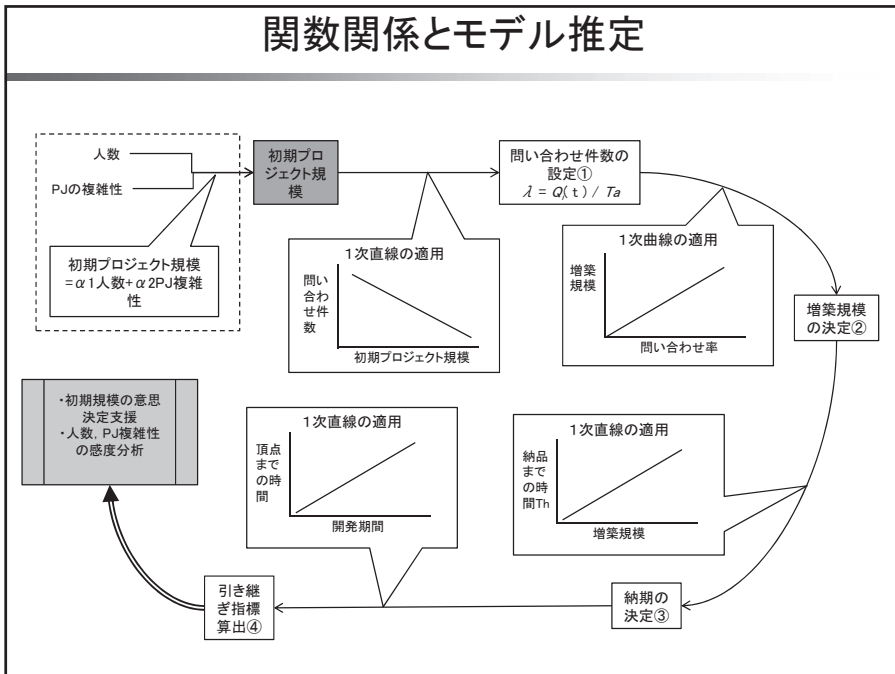 関数関係とモデル推定
人数
PJの複雑性
初期プロジェクト規模
=α1人数+α2PJ複雑
性
初期プロ
ジェクト規
模
問い合わせ件数の
設定①
λ = Q(t) / Ta
1次直線の適用
問い
合わ
せ件
数
初期プロジェクト規模
1次曲線の適用
増築
規模
問い合わせ率
増築規模
の決定②
1次直線の適用
納品
まで
の時
間Th
増築規模
納期の
決定③
1次直線の適用
頂点
まで
の時
間
開発期間
引き継
ぎ指標
算出④
・初期規模の意思
決定支援
・人数, PJ複雑性
の感度分析